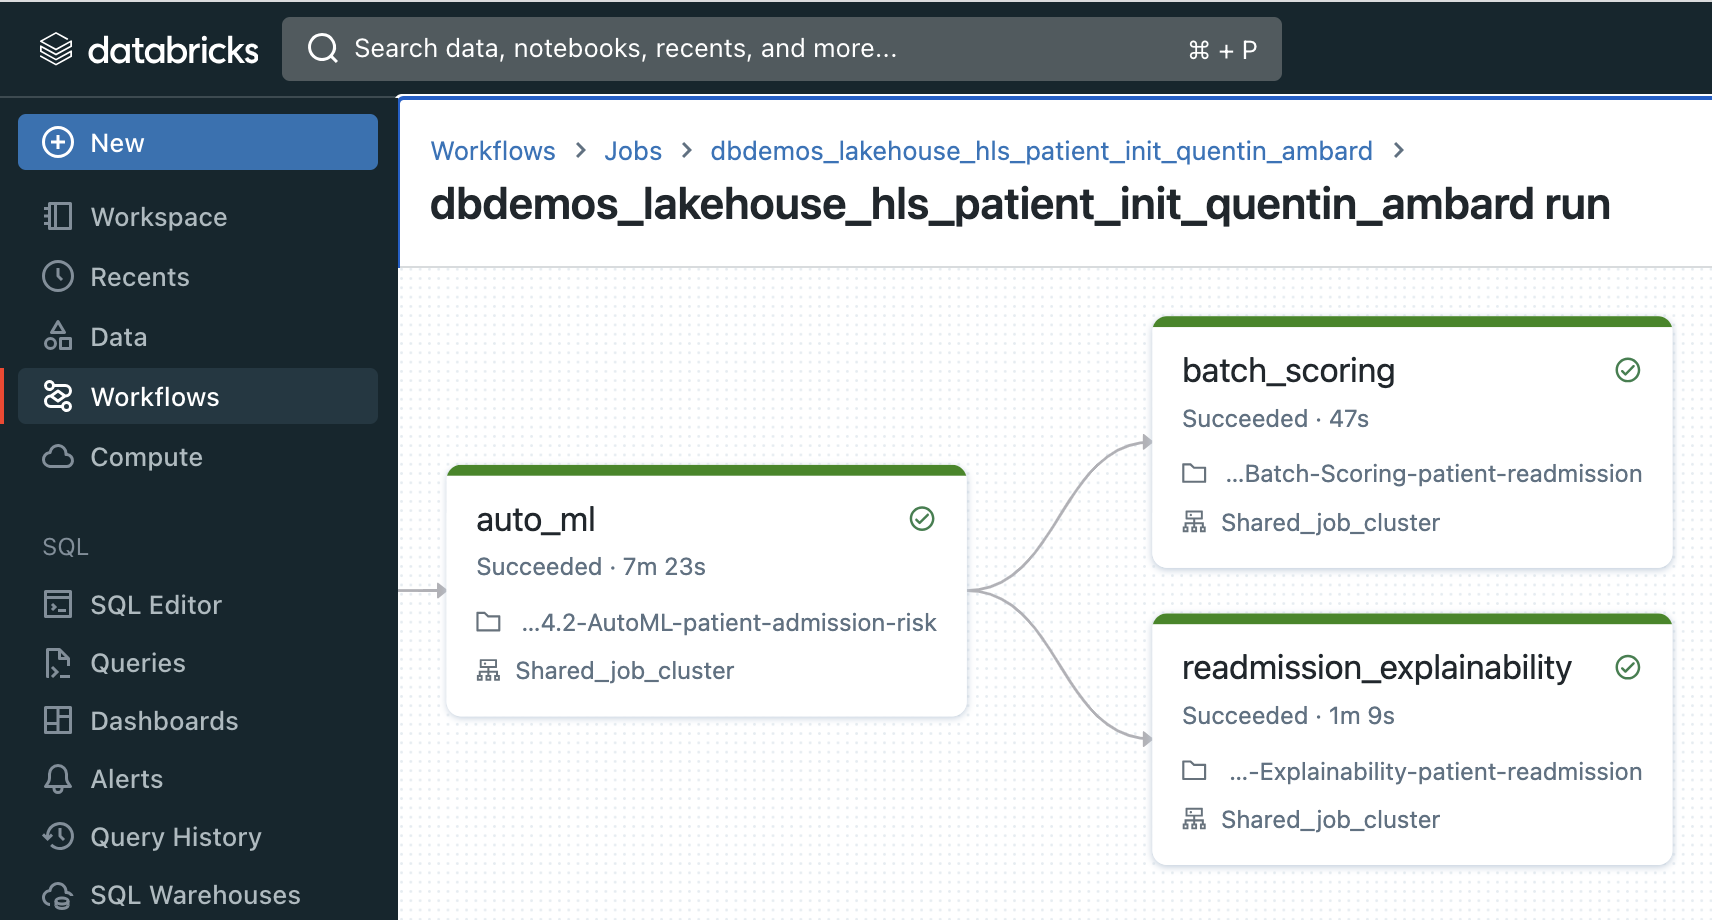 databricks
Search data, notebooks, recents, and more...
⌘ + P
New
Workspace
Recents
Data
Workflows
Compute
SQL
SQL Editor
Queries
Dashboards
Alerts
Query History
SQL Warehouses
Workflows > Jobs > dbdemos_lakehouse_hls_patient_init_quentin_ambard >
dbdemos_lakehouse_hls_patient_init_quentin_ambard run
auto_ml
Succeeded · 7m 23s
...4.2-AutoML-patient-admission-risk
Shared_job_cluster
batch_scoring
Succeeded · 47s
...Batch-Scoring-patient-readmission
Shared_job_cluster
readmission_explainability
Succeeded · 1m 9s
...-Explainability-patient-readmission
Shared_job_cluster